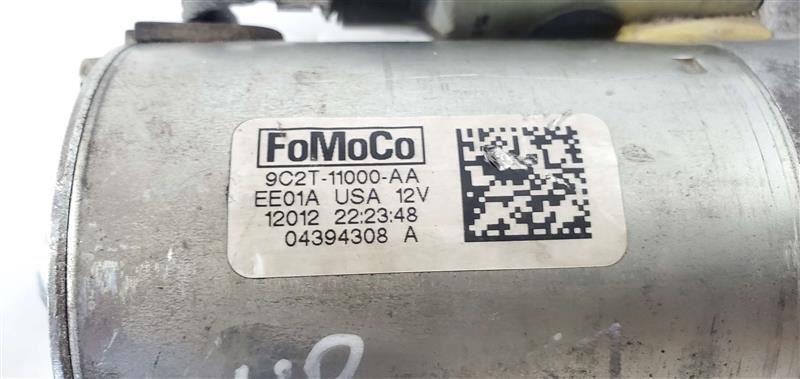 FoMoCo
9C2T-11000-AA
EE01A USA 12V
12012 22:23:48
04394308 A